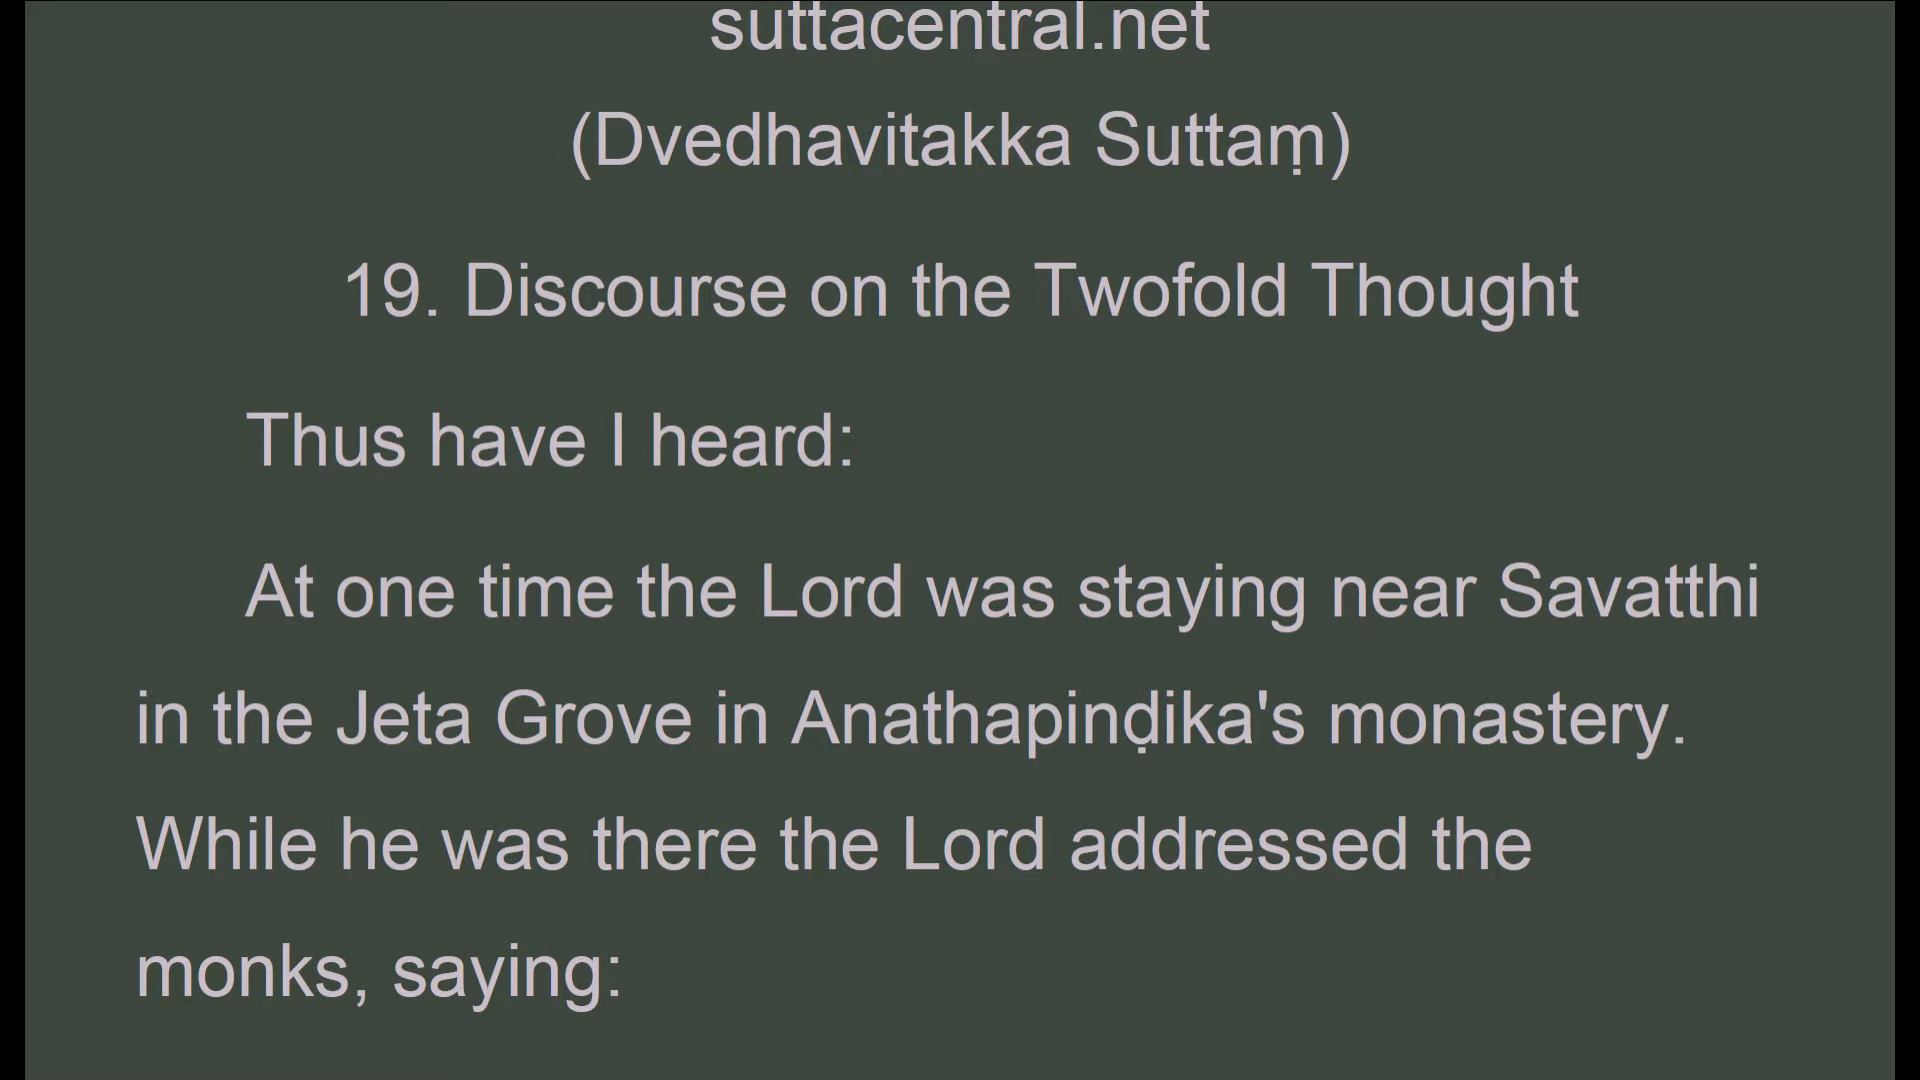 suttacentral.net
(Dvedhavitakka Suttaṃ)
19. Discourse on the Twofold Thought
Thus have I heard:
At one time the Lord was staying near Savatthi
in the Jeta Grove in Anathapinḍika's monastery.
While he was there the Lord addressed the
monks, saying: